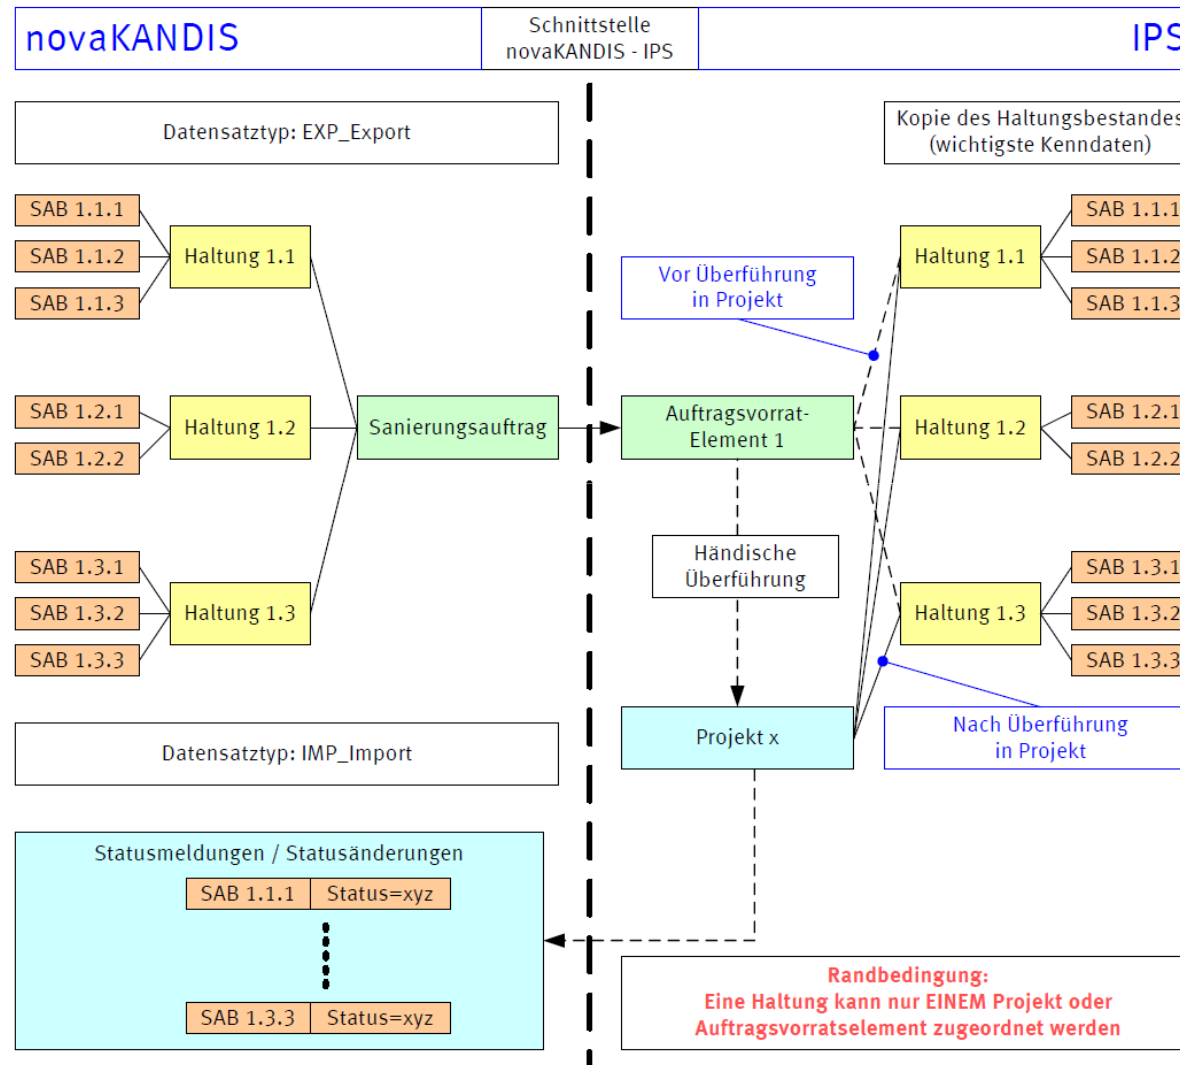 novaKANDIS
Schnittstelle
novaKANDIS - IPS
IPS
Datensatztyp: EXP_Export
Kopie des Haltungsbestandes
(wichtigste Kenndaten)
SAB 1.1.1
SAB 1.1.2
SAB 1.1.3
Haltung 1.1
SAB 1.2.1
SAB 1.2.2
Haltung 1.2
Sanierungsauftrag
SAB 1.3.1
SAB 1.3.2
SAB 1.3.3
Haltung 1.3
Vor Überführung
in Projekt
Auftragsvorrat-
Element 1
Händische
Überführung
Projekt x
Haltung 1.1
SAB 1.1.1
SAB 1.1.2
SAB 1.1.3
Haltung 1.2
SAB 1.2.1
SAB 1.2.2
Haltung 1.3
SAB 1.3.1
SAB 1.3.2
SAB 1.3.3
Nach Überführung
in Projekt
Datensatztyp: IMP_Import
Statusmeldungen / Statusänderungen
SAB 1.1.1 Status=xyz
SAB 1.3.3 Status=xyz
Randbedingung:
Eine Haltung kann nur EINEM Projekt oder
Auftragsvorratselement zugeordnet werden